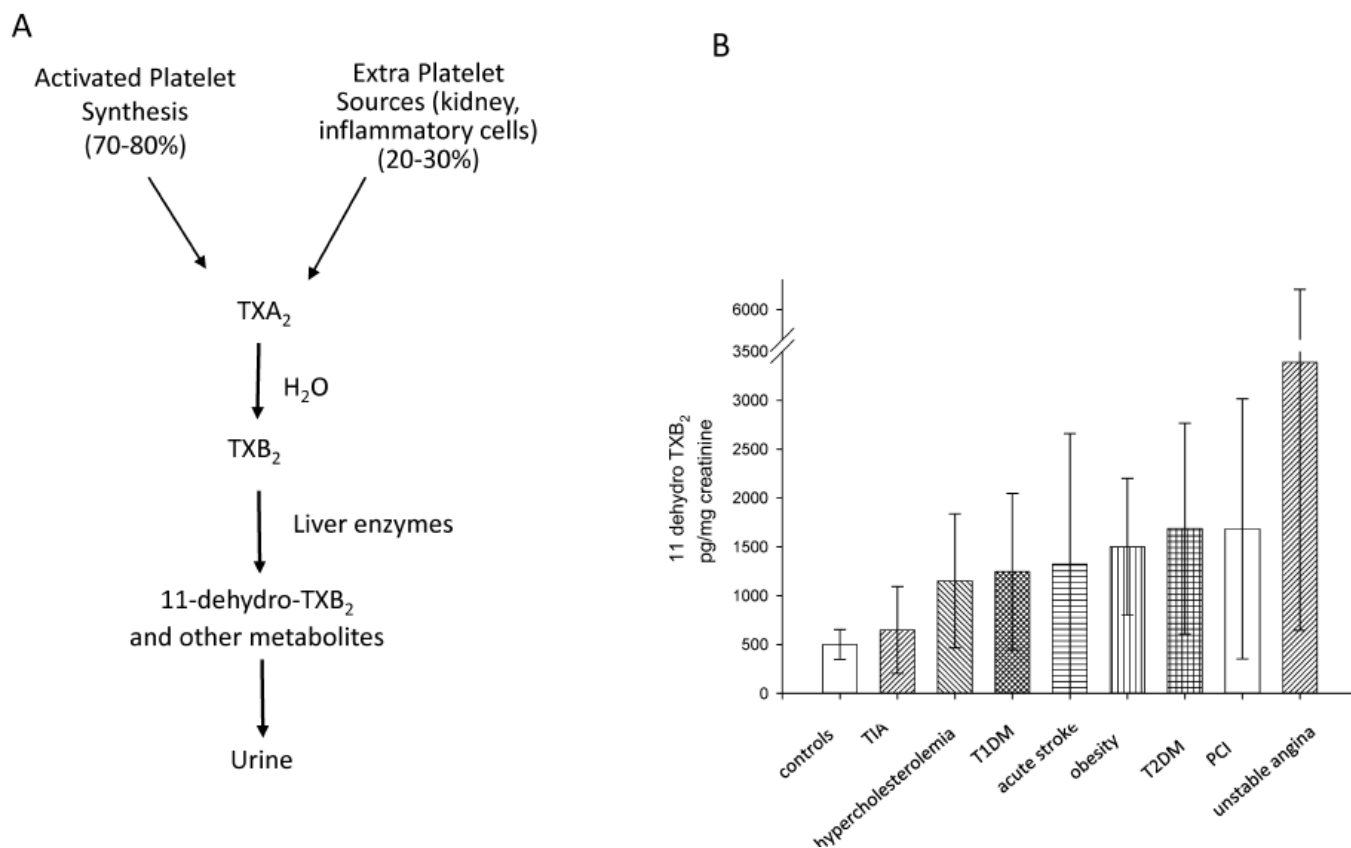 A
Activated Platelet
Synthesis
(70-80%)
Extra Platelet
Sources (kidney,
inflammatory cells)
(20-30%)
TXA₂
H₂O
TXB₂
Liver enzymes
11-dehydro-TXB₂
and other metabolites
Urine
B
11 dehydro TXB₂
pg/mg creatinine
6000
3500
3000
2500
2000
1500
1000
500
0
controls
TIA
hypercholesterolemia
T1DM
acute stroke
obesity
T2DM
PCI
unstable angina